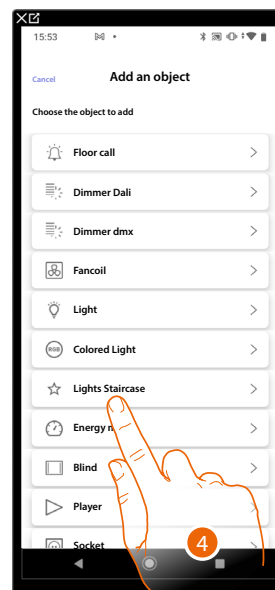 15:53
Cancel
Add an object
Choose the object to add
Floor call
Dimmer Dali
Dimmer dmx
Fancoil
Light
RGB
Colored Light
Lights Staircase
Energy
Blind
Player
Socket
4